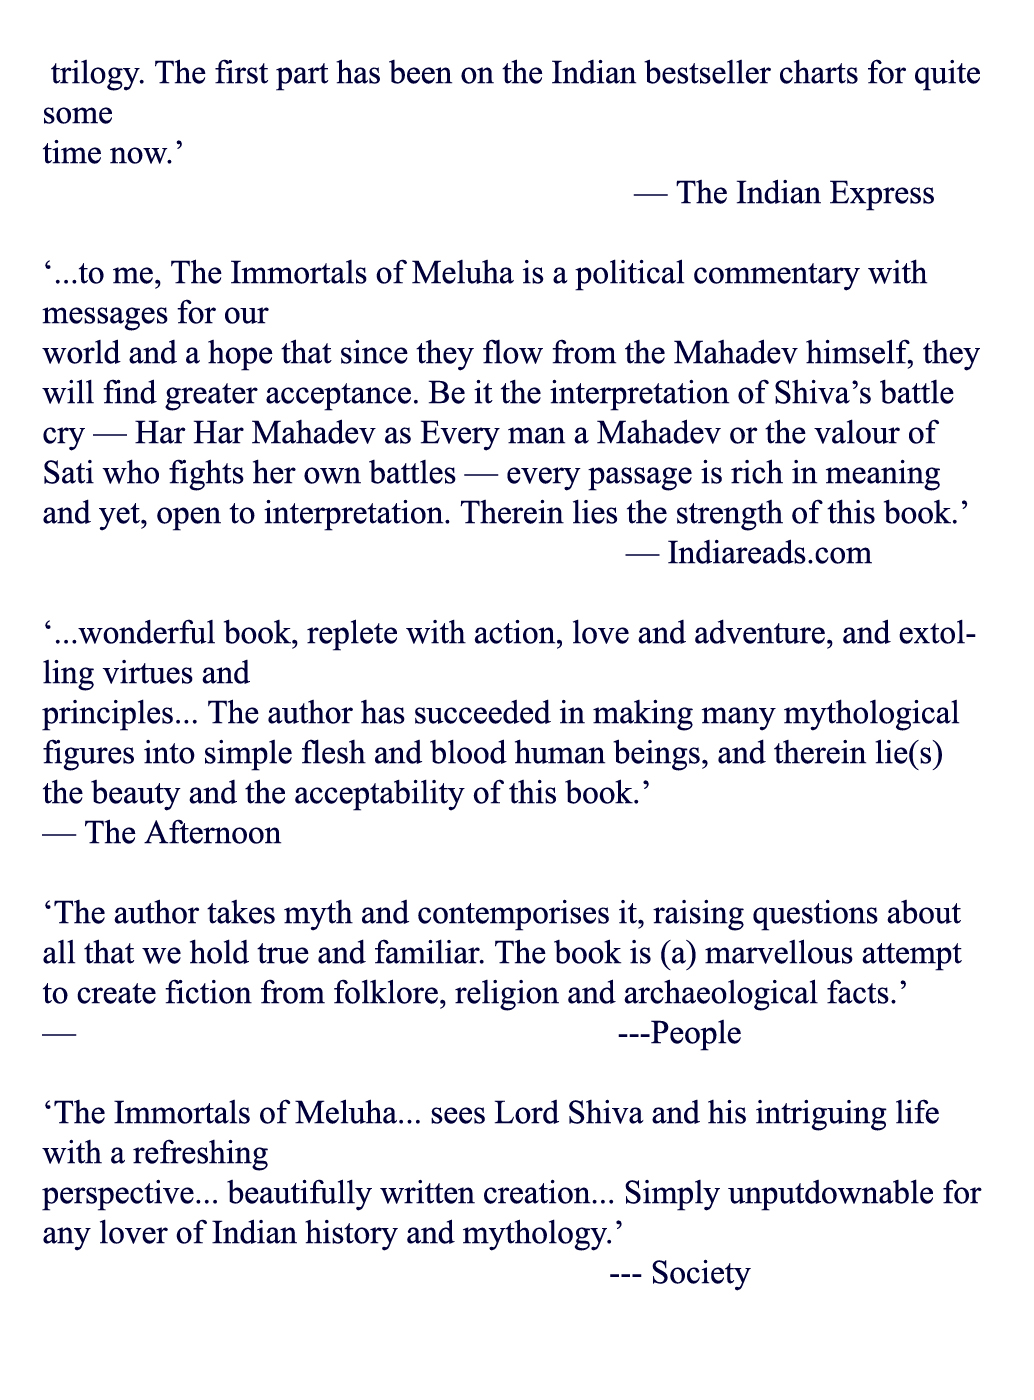 trilogy. The first part has been on the Indian bestseller charts for quite
some
time now.’
— The Indian Express
‘...to me, The Immortals of Meluha is a political commentary with
messages for our
world and a hope that since they flow from the Mahadev himself, they
will find greater acceptance. Be it the interpretation of Shiva’s battle
cry — Har Har Mahadev as Every man a Mahadev or the valour of
Sati who fights her own battles — every passage is rich in meaning
and yet, open to interpretation. Therein lies the strength of this book.’
— Indiareads.com
‘...wonderful book, replete with action, love and adventure, and extol-
ling virtues and
principles... The author has succeeded in making many mythological
figures into simple flesh and blood human beings, and therein lie(s)
the beauty and the acceptability of this book.’
— The Afternoon
‘The author takes myth and contemporises it, raising questions about
all that we hold true and familiar. The book is (a) marvellous attempt
to create fiction from folklore, religion and archaeological facts.’
— ---People
‘The Immortals of Meluha... sees Lord Shiva and his intriguing life
with a refreshing
perspective... beautifully written creation... Simply unputdownable for
any lover of Indian history and mythology.’
--- Society